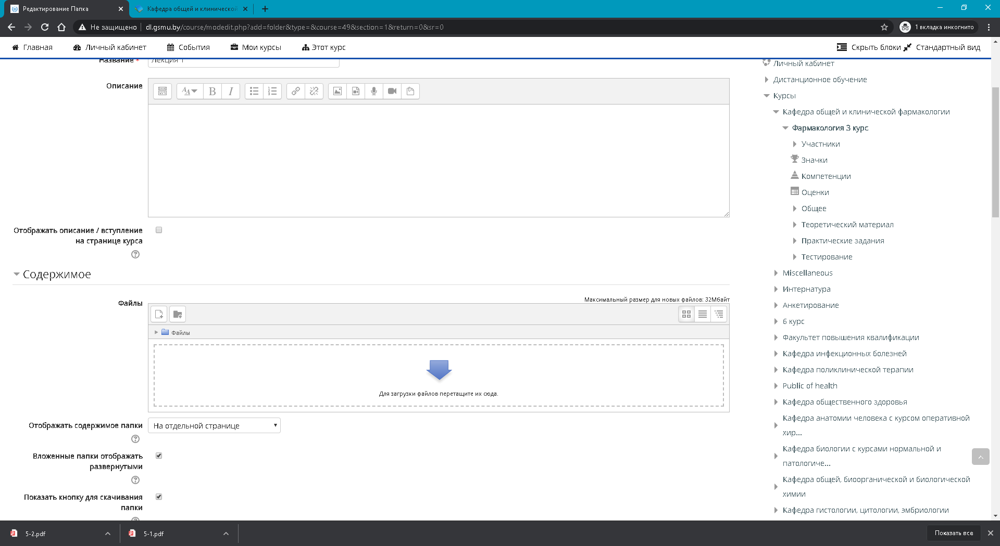 Редактирование Папка
Кафедра общей и клинической
Не защищено
dl.gsmu.by/course/modedit.php?add=folder&type=&course=49&section=1&return=0&sr=0
1 вкладка инкогнито
Главная
Личный кабинет
События
Мои курсы
Этот курс
Скрыть блоки
Стандартный вид
Название *
Лекция 1
Описание
Отображать описание / вступление
на странице курса
Содержимое
Файлы
Максимальный размер для новых файлов: 32Мбайт
Файлы
Для загрузки файлов перетащите их сюда.
Отображать содержимое папки
На отдельной странице
Вложенные папки отображать
развернутыми
Показать кнопку для скачивания
папки
Личный кабинет
Дистанционное обучение
Курсы
Кафедра общей и клинической фармакологии
Фармакология 3 курс
Участники
Значки
Компетенции
Оценки
Общее
Теоретический материал
Практические задания
Тестирование
Miscellaneous
Интернатура
Анкетирование
6 курс
Факультет повышения квалификации
Кафедра инфекционных болезней
Кафедра поликлинической терапии
Public of health
Кафедра общественного здоровья
Кафедра анатомии человека с курсом оперативной
хир...
Кафедра биологии с курсами нормальной и
патологиче...
Кафедра общей, биоорганической и биологической
химии
Кафедра гистологии, цитологии, эмбриологии
5-2.pdf
5-1.pdf
Показать все